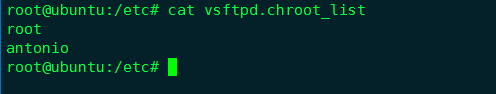 root@ubuntu:/etc# cat vsftpd.chroot_list
root
antonio
root@ubuntu:/etc#